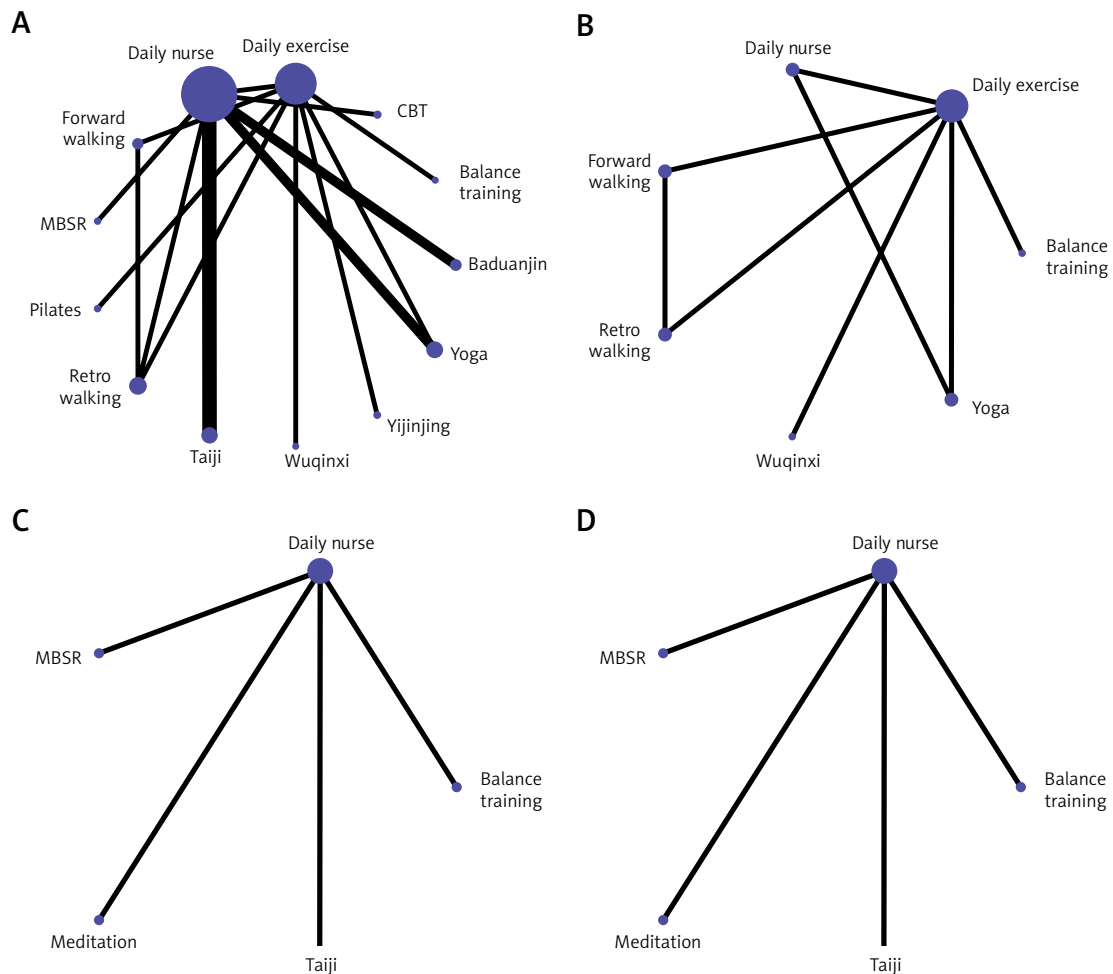 A
Daily nurse
Daily exercise
CBT
Forward
walking
Balance
training
MBSR
Baduanjin
Pilates
Yoga
Retro
walking
Yijinjing
Taiji
Wuqinxi
B
Daily nurse
Daily exercise
Forward
walking
Balance
training
Retro
walking
Yoga
Wuqinxi
C
Daily nurse
MBSR
Balance
training
Meditation
Taiji
D
Daily nurse
MBSR
Balance
training
Meditation
Taiji